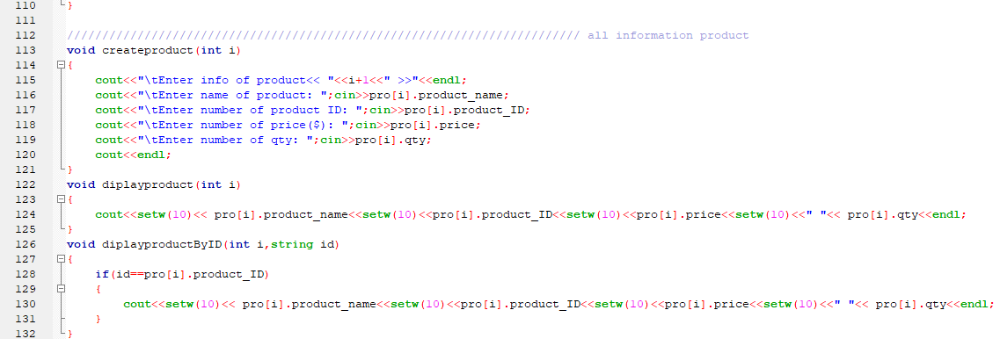 110 }
111
112 ///////////////////////////////////////////////////////////////////////// all information product
113 void createproduct(int i)
114 {
115     cout<<"\tEnter info of product<< "<<i+1<<" >>"<<endl;
116     cout<<"\tEnter name of product: ";cin>>pro[i].product_name;
117     cout<<"\tEnter number of product ID: ";cin>>pro[i].product_ID;
118     cout<<"\tEnter number of price($): ";cin>>pro[i].price;
119     cout<<"\tEnter number of qty: ";cin>>pro[i].qty;
120     cout<<endl;
121 }
122 void diplayproduct(int i)
123 {
124     cout<<setw(10)<< pro[i].product_name<<setw(10)<<pro[i].product_ID<<setw(10)<<pro[i].price<<setw(10)<<" "<< pro[i].qty<<endl;
125 }
126 void diplayproductByID(int i,string id)
127 {
128     if(id==pro[i].product_ID)
129     {
130         cout<<setw(10)<< pro[i].product_name<<setw(10)<<pro[i].product_ID<<setw(10)<<pro[i].price<<setw(10)<<" "<< pro[i].qty<<endl;
131     }
132 }